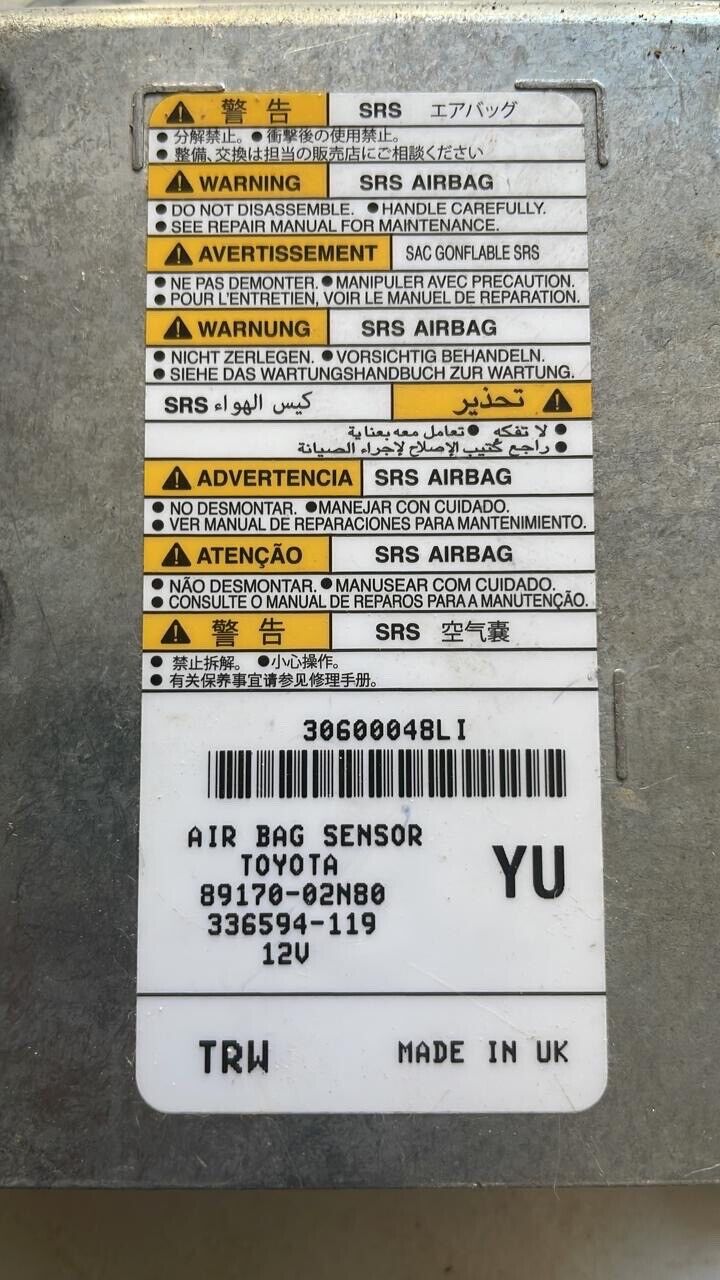 警告 SRS エアバッグ
● 分解禁止。 ● 衝撃後の使用禁止。
● 整備、交換は担当の販売店にご相談ください
WARNING SRS AIRBAG
● DO NOT DISASSEMBLE. ● HANDLE CAREFULLY.
● SEE REPAIR MANUAL FOR MAINTENANCE.
AVERTISSEMENT SAC GONFLABLE SRS
● NE PAS DEMONTER. ● MANIPULER AVEC PRECAUTION.
● POUR L'ENTRETIEN, VOIR LE MANUEL DE REPARATION.
WARNUNG SRS AIRBAG
● NICHT ZERLEGEN. ● VORSICHTIG BEHANDELN.
● SIEHE DAS WARTUNGSHANDBUCH ZUR WARTUNG.
تحذير كيس الهواء SRS
● لا تفكه ● تعامل معه بعناية
● راجع كتيب الإصلاح لإجراء الصيانة
ADVERTENCIA SRS AIRBAG
● NO DESMONTAR. ● MANEJAR CON CUIDADO.
● VER MANUAL DE REPARACIONES PARA MANTENIMIENTO.
ATENÇÃO SRS AIRBAG
● NÃO DESMONTAR. ● MANUSEAR COM CUIDADO.
● CONSULTE O MANUAL DE REPAROS PARA A MANUTENÇÃO.
警告 SRS 空气囊
● 禁止拆解。 ● 小心操作。
● 有关保养事宜请参见修理手册。
30600048LI
AIR BAG SENSOR
TOYOTA
YU
89170-02N80
336594-119
12V
TRW MADE IN UK